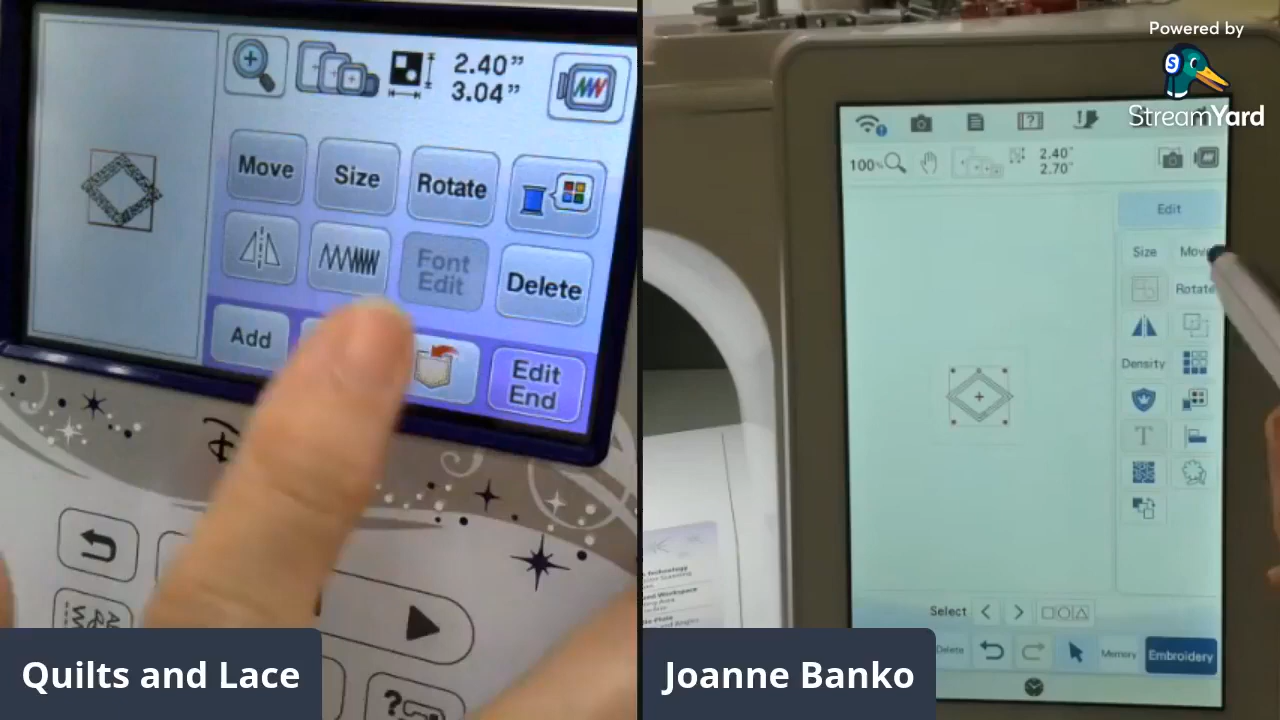 2.40"
3.04"
Move
Size
Rotate
Font
Edit
Delete
Add
Edit
End
Quilts and Lace
Powered by
StreamYard
100%
2.40"
2.70"
Edit
Size
Move
Rotate
Density
T
Select
Delete
Memory
Embroidery
Technology
Joanne Banko